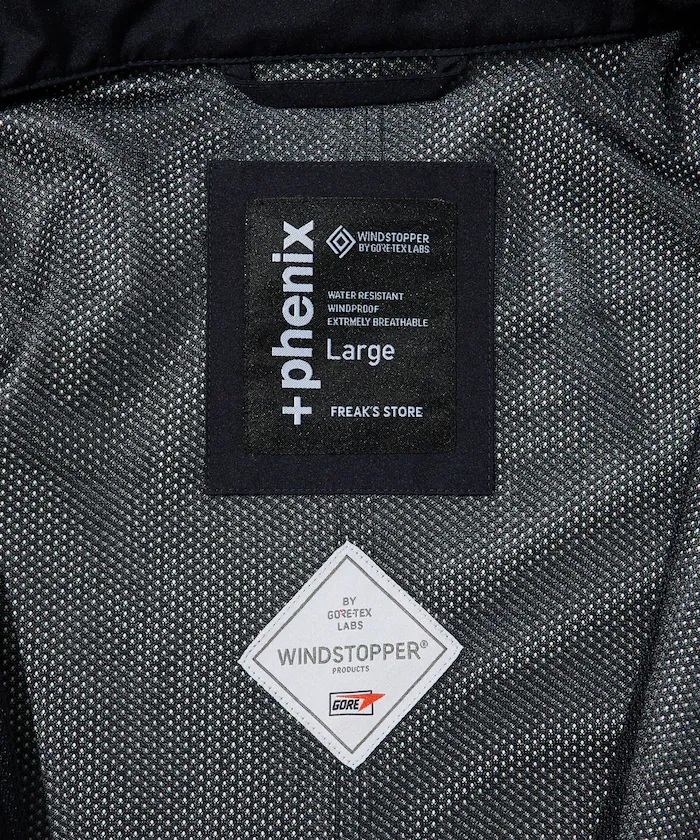 +phenix
WINDSTOPPER
BY GORE-TEX LABS
WATER RESISTANT
WINDPROOF
EXTRMELY BREATHABLE
Large
FREAK'S STORE
BY
GORE-TEX
LABS
WINDSTOPPER®
PRODUCTS
GORE